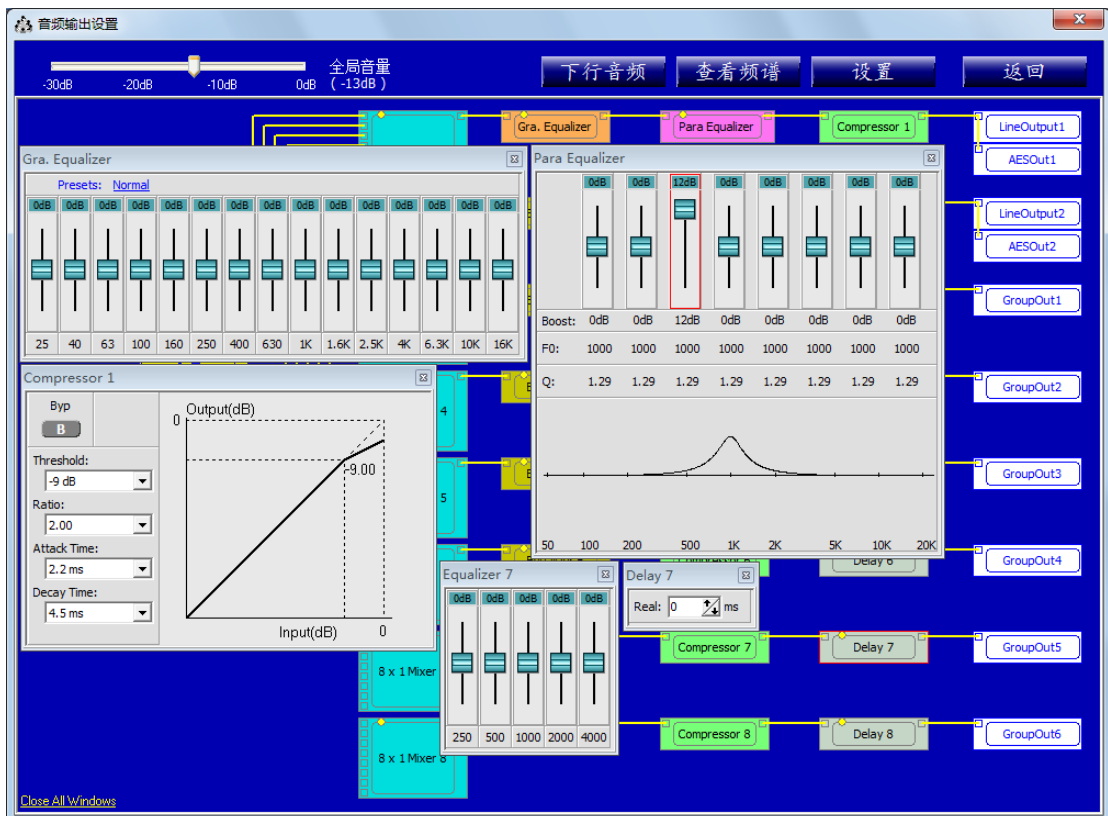 音频输出设置
全局音量
-30dB -20dB -10dB 0dB (-13dB)
下行音频 查看频谱 设置 返回
Gra. Equalizer Para Equalizer Compressor 1 LineOutput1
AESOut1
LineOutput2
AESOut2
GroupOut1
GroupOut2
GroupOut3
GroupOut4
GroupOut5
GroupOut6
Gra. Equalizer
Presets: Normal
0dB 0dB 0dB 0dB 0dB 0dB 0dB 0dB 0dB 0dB 0dB 0dB 0dB 0dB 0dB
25 40 63 100 160 250 400 630 1K 1.6K 2.5K 4K 6.3K 10K 16K
Para Equalizer
0dB 0dB 12dB 0dB 0dB 0dB 0dB 0dB
Boost: 0dB 0dB 12dB 0dB 0dB 0dB 0dB 0dB
F0: 1000 1000 1000 1000 1000 1000 1000 1000
Q: 1.29 1.29 1.29 1.29 1.29 1.29 1.29 1.29
50 100 200 500 1K 2K 5K 10K 20K
Compressor 1
Byp
B
Threshold:
-9 dB
Ratio:
2.00
Attack Time:
2.2 ms
Decay Time:
4.5 ms
0 Output(dB)
-9.00
Input(dB) 0
4
5
Delay 6
Equalizer 7
0dB 0dB 0dB 0dB 0dB
250 500 1000 2000 4000
Delay 7
Real: 0 ms
Compressor 7 Delay 7
8 x 1 Mixer
Compressor 8 Delay 8
8 x 1 Mixer 8
Close All Windows